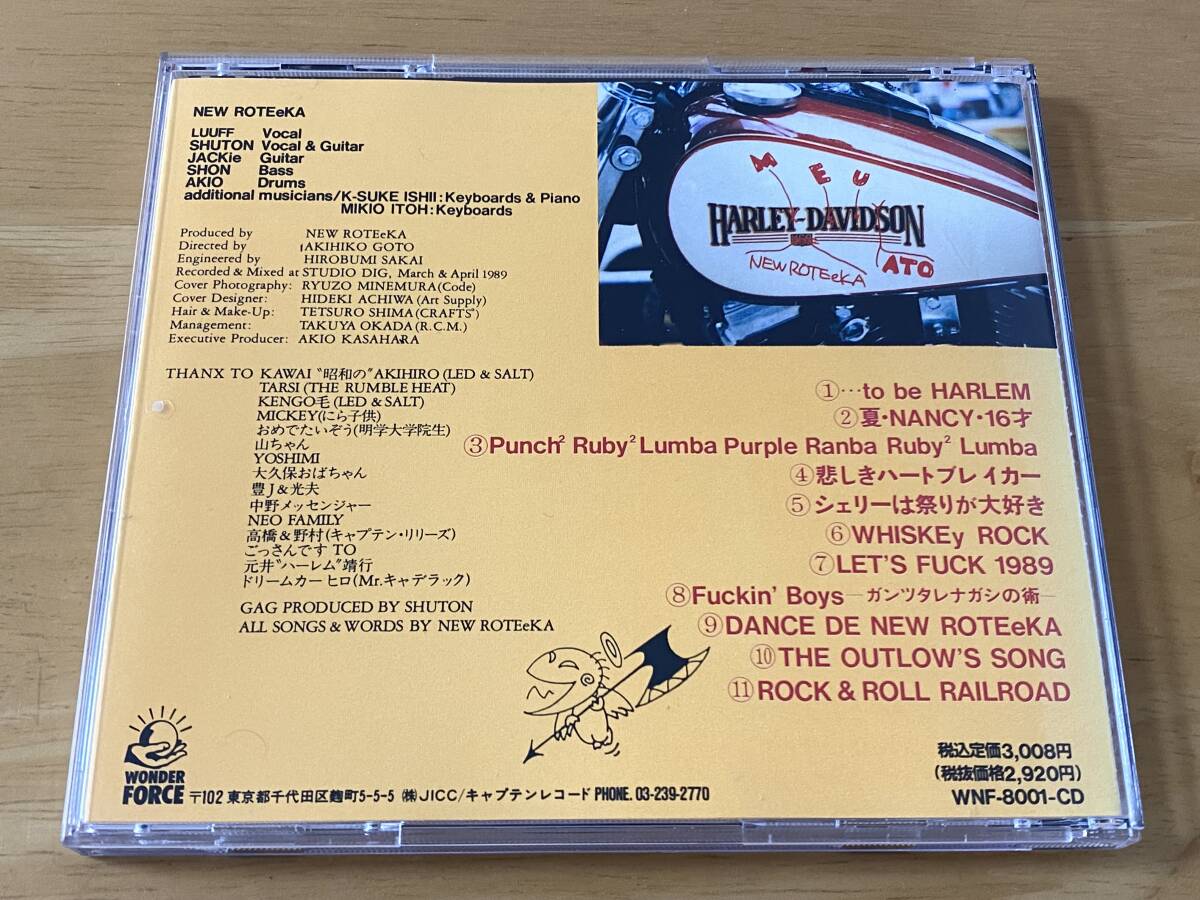 NEW ROTEeKA
LUUFF Vocal
SHUTON Vocal & Guitar
JACKie Guitar
SHON Bass
AKIO Drums
additional musicians/K-SUKE ISHII:Keyboards & Piano
MIKIO ITOH:Keyboards
Produced by NEW ROTEeKA
Directed by AKIHIKO GOTO
Engineered by HIROBUMI SAKAI
Recorded & Mixed at STUDIO DIG, March & April 1989
Cover Photography: RYUZO MINEMURA(Code)
Cover Designer: HIDEKI ACHIWA (Art Supply)
Hair & Make-Up: TETSURO SHIMA(CRAFTS°)
Management: TAKUYA OKADA(R.C.M.)
Executive Producer: AKIO KASAHARA
THANX TO KAWAI "昭和の" AKIHIRO (LED & SALT)
TARSI (THE RUMBLE HEAT)
KENGO毛 (LED & SALT)
MICKEY(にら子供)
おめでたいぞう(明学大学院生)
山ちゃん
YOSHIMI
大久保おばちゃん
豊J&光夫
中野メッセンジャー
NEO FAMILY
高橋&野村(キャプテン・リリーズ)
ごっさんです TO
元井"ハーレム"靖行
ドリームカー ヒロ(Mr.キャデラック)
GAG PRODUCED BY SHUTON
ALL SONGS & WORDS BY NEW ROTEeKA
MEU
HARLEY-DAVIDSON
NEW ROTEeKA
ATO
①…to be HARLEM
②夏・NANCY・16才
③Punch² Ruby² Lumba Purple Ranba Ruby² Lumba
④悲しきハートブレイカー
⑤シェリーは祭りが大好き
⑥WHISKEy ROCK
⑦LET'S FUCK 1989
⑧Fuckin' Boys—ガンツタレナガシの術—
⑨DANCE DE NEW ROTEeKA
⑩THE OUTLOW'S SONG
⑪ROCK & ROLL RAILROAD
税込定価3,008円
(税抜価格2,920円)
WNF-8001-CD
WONDER
FORCE
〒102 東京都千代田区麹町5-5-5 ㈱JICC/キャプテンレコード PHONE. 03-239-2770